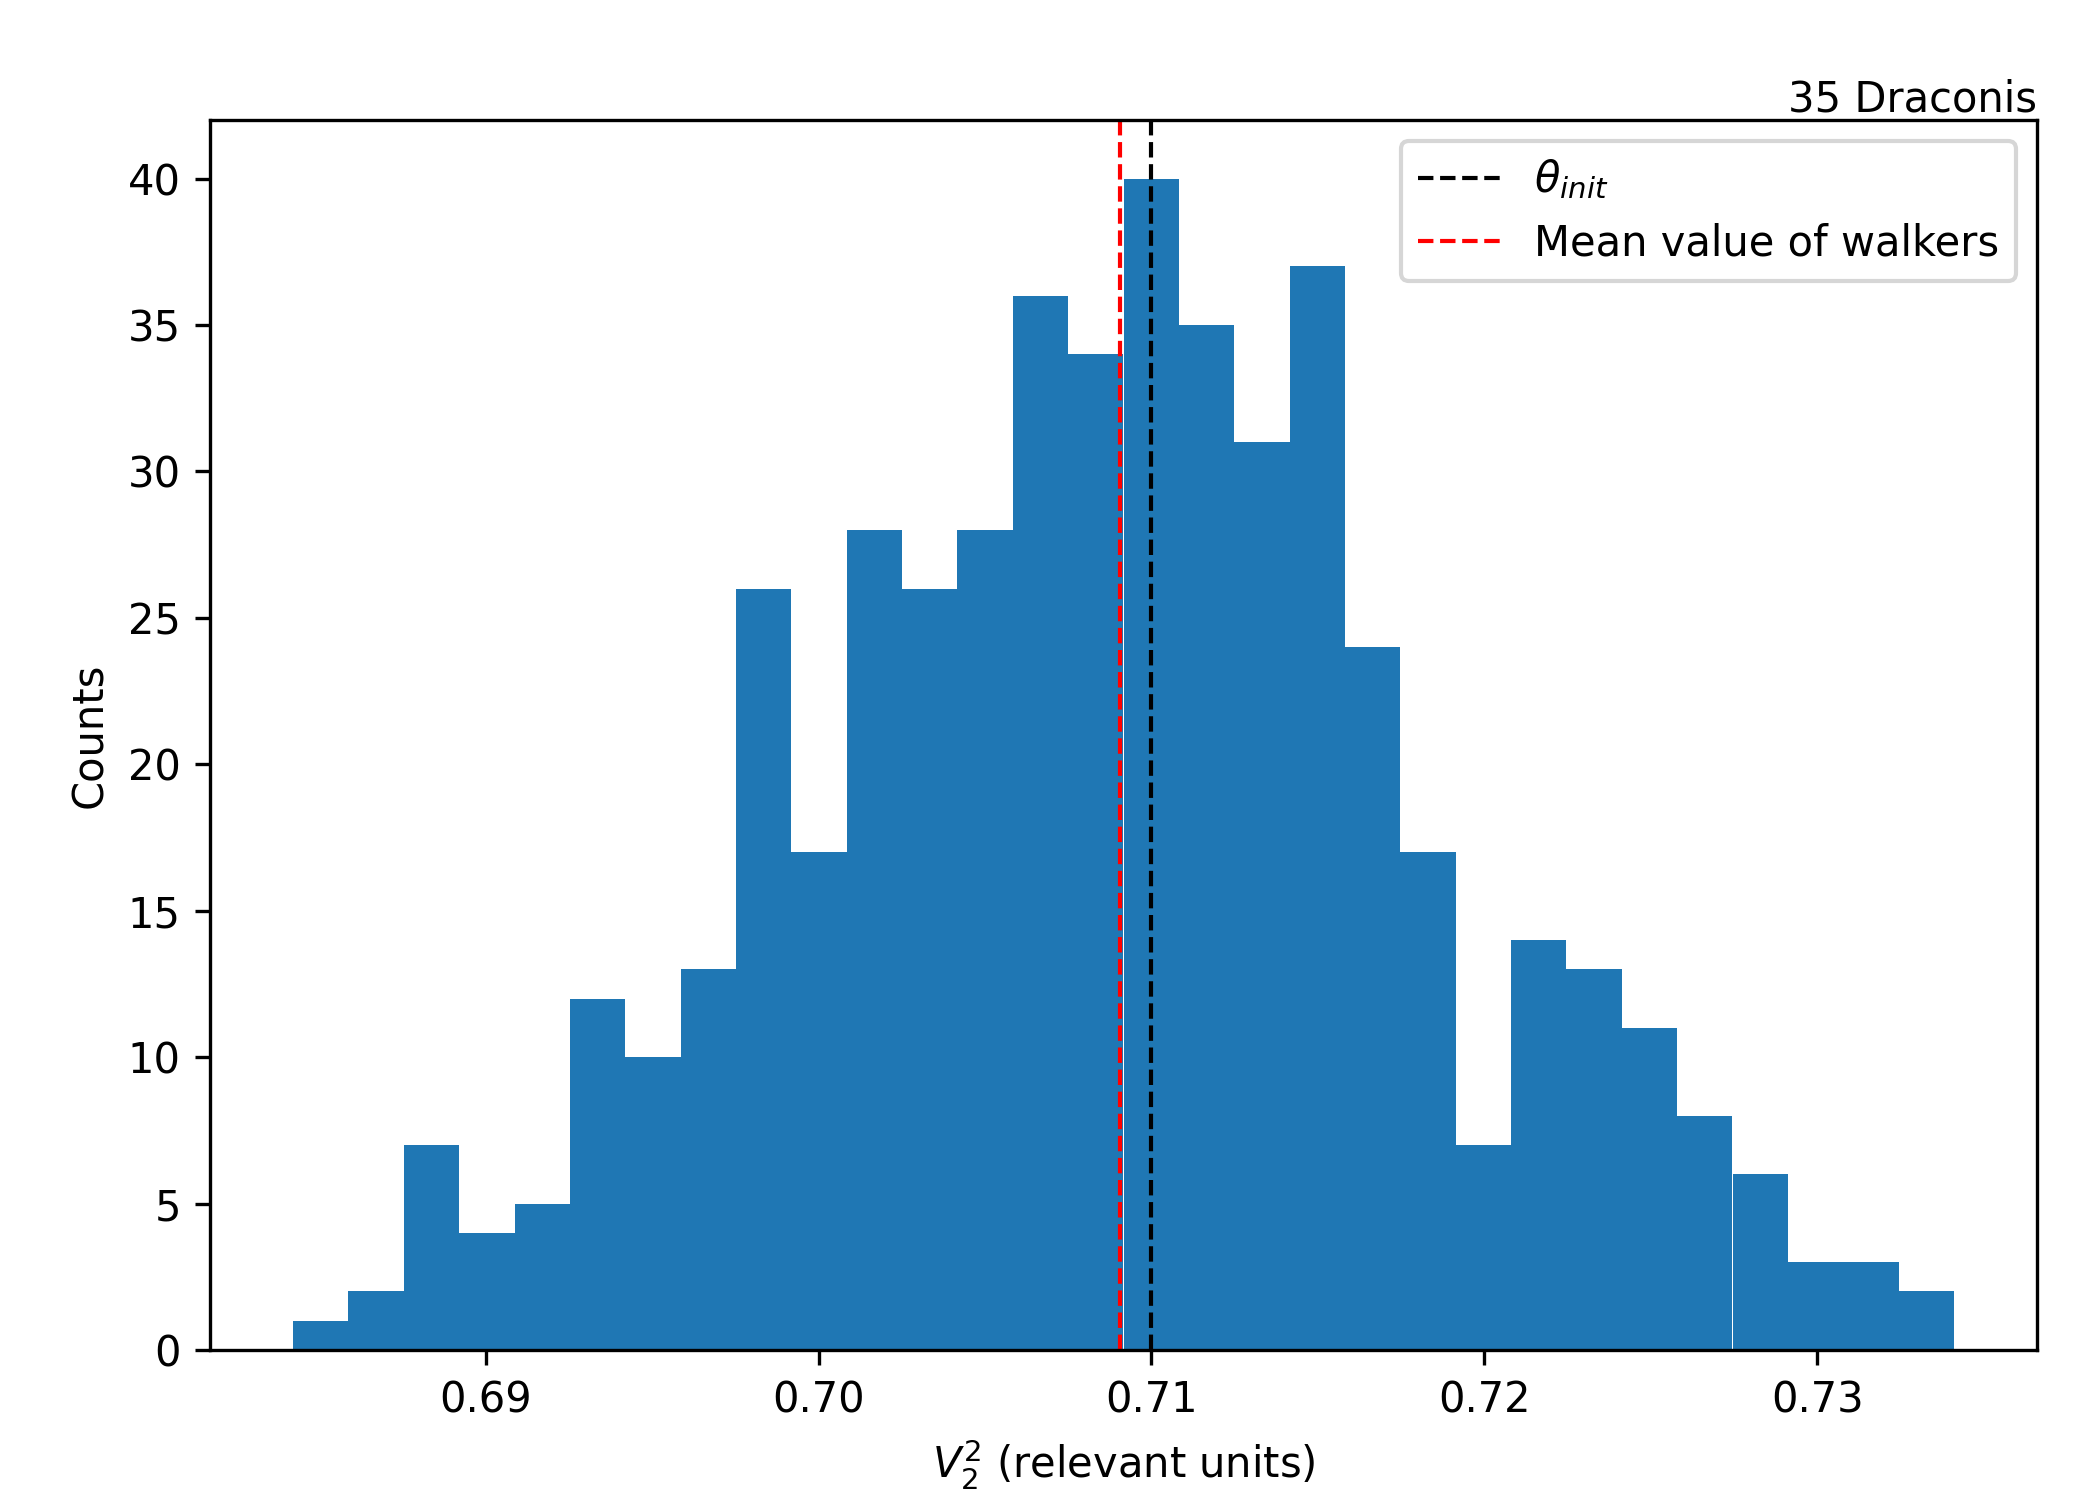 35 Draconis
θ_init
Mean value of walkers
40
35
30
25
20
15
10
5
0
Counts
0.69 0.70 0.71 0.72 0.73
V₂² (relevant units)